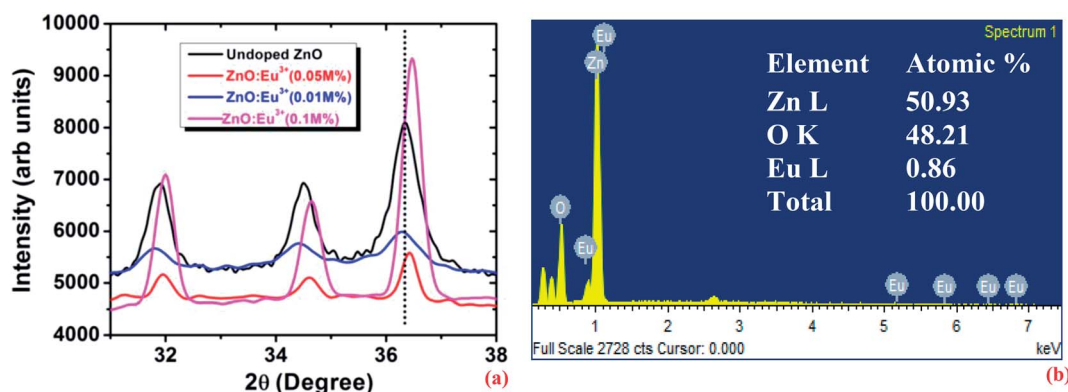 10000
9000
8000
7000
6000
5000
4000
Intensity (arb units)
Undoped ZnO
ZnO:Eu³⁺(0.05M%)
ZnO:Eu³⁺(0.01M%)
ZnO:Eu³⁺(0.1M%)
32 34 36 38
2θ (Degree)
(a)
Spectrum 1
Eu
Zn
O
Eu
Eu Eu Eu Eu
Element Atomic %
Zn L 50.93
O K 48.21
Eu L 0.86
Total 100.00
1 2 3 4 5 6 7
Full Scale 2728 cts Cursor: 0.000 keV
(b)